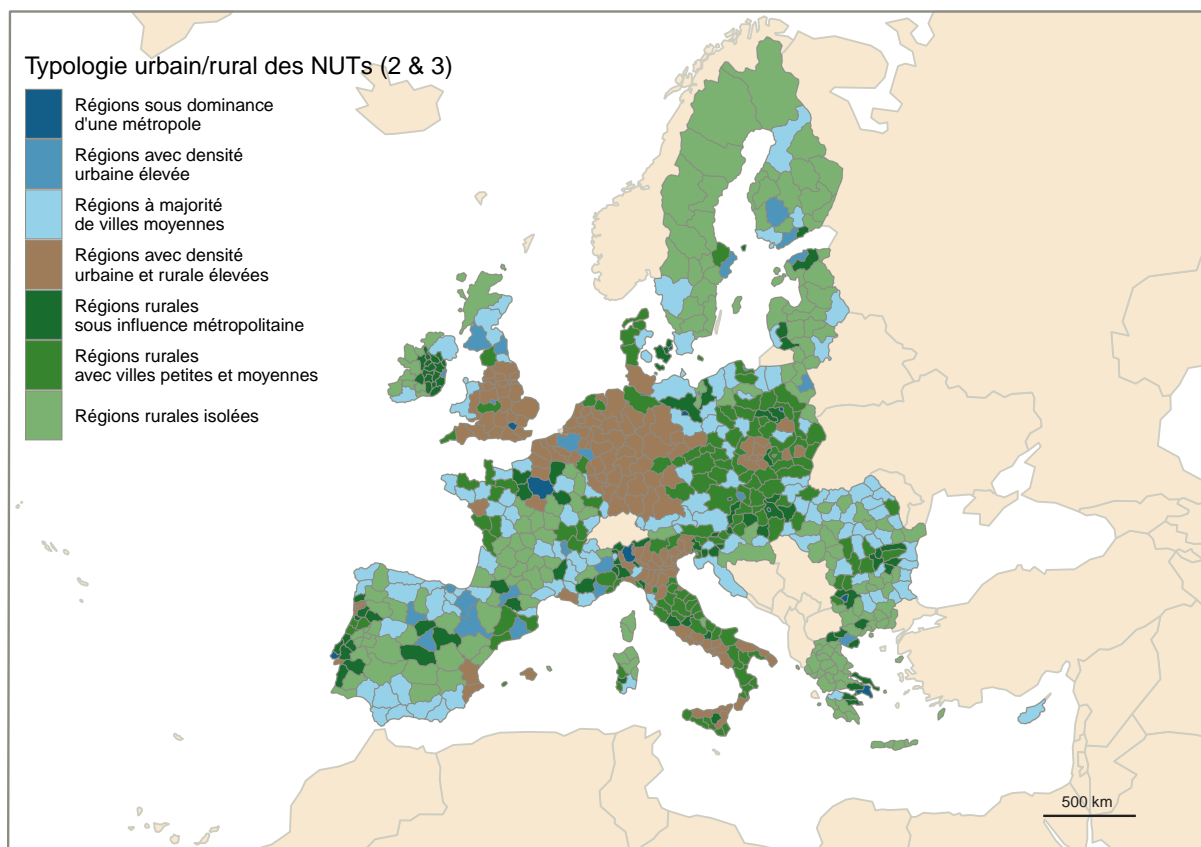 Typologie urbain/rural des NUTs (2 & 3)
Régions sous dominance
d'une métropole
Régions avec densité
urbaine élevée
Régions à majorité
de villes moyennes
Régions avec densité
urbaine et rurale élevées
Régions rurales
sous influence métropolitaine
Régions rurales
avec villes petites et moyennes
Régions rurales isolées
500 km